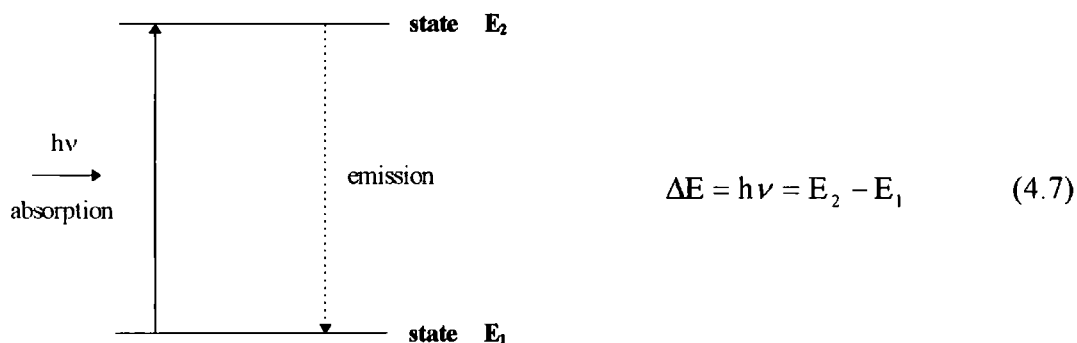 state E₂
hν
absorption
emission
ΔE = hν = E₂ − E₁ (4.7)
state E₁